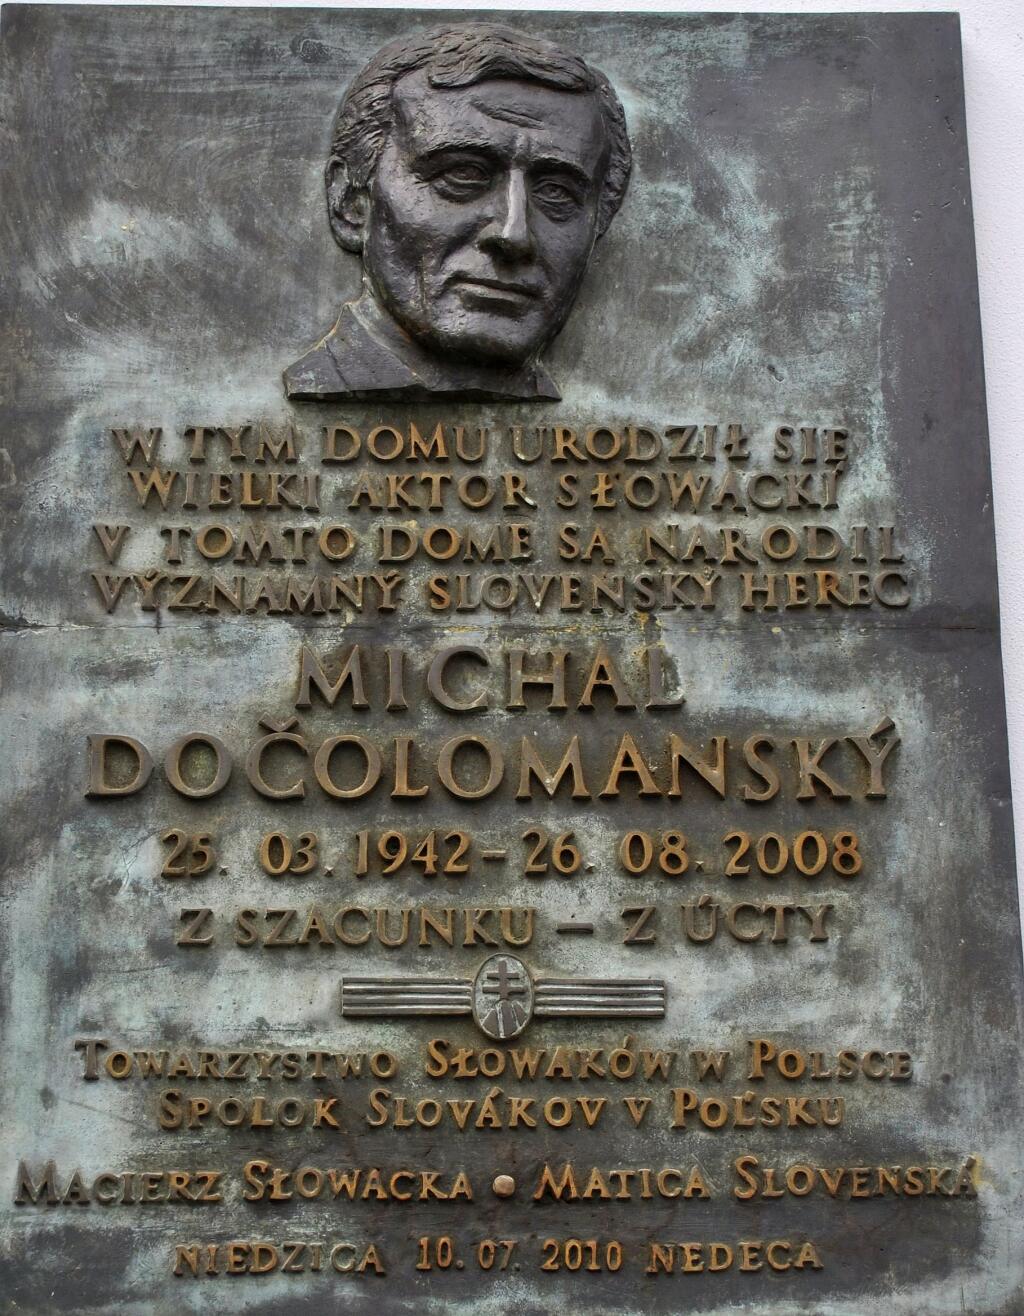 W TYM DOMU URODZIŁ SIĘ
WIELKI AKTOR SŁOWACKI
V TOMTO DOME SĄ NARODIL
VÝZNAMNÝ SLOVENSKÝ HEREC
MICHAL
DOČOLOMANSKÝ
25. 03. 1942 - 26. 08. 2008
Z SZACUNKU – Z ÚCTY
TOWARZYSTWO SŁOWAKÓW W POLSCE
SPOLOK SLOVÁKOV V POĽSKU
MACIERZ SŁOWACKA • MATICA SLOVENSKÁ
NIEDZICA 10. 07. 2010 NEDECA